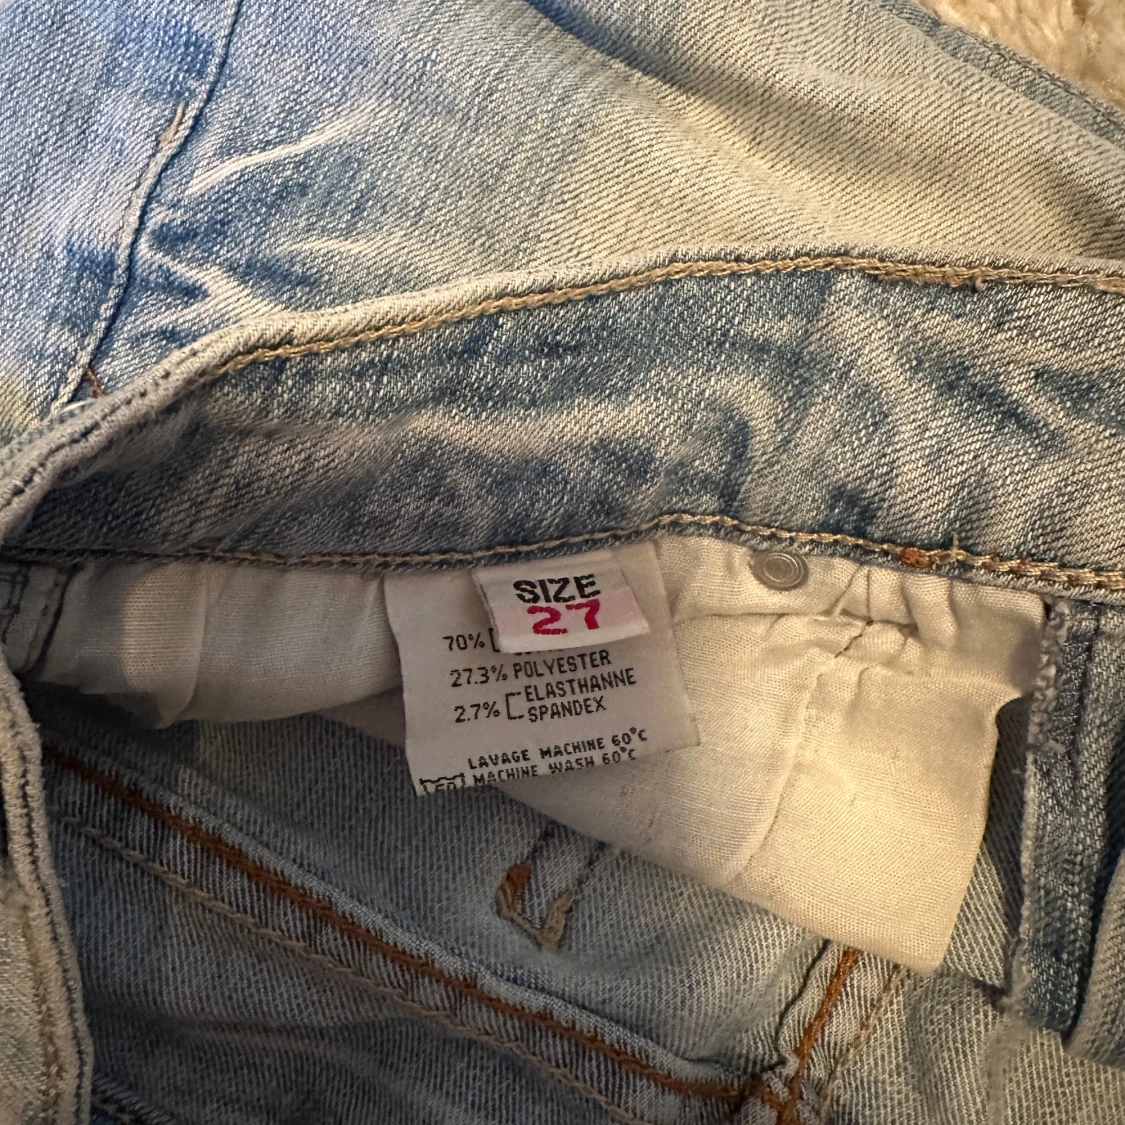 SIZE
27
70%
27.3% POLYESTER
2.7% ELASTHANNE
SPANDEX
LAVAGE MACHINE 60°C
MACHINE WASH 60°C